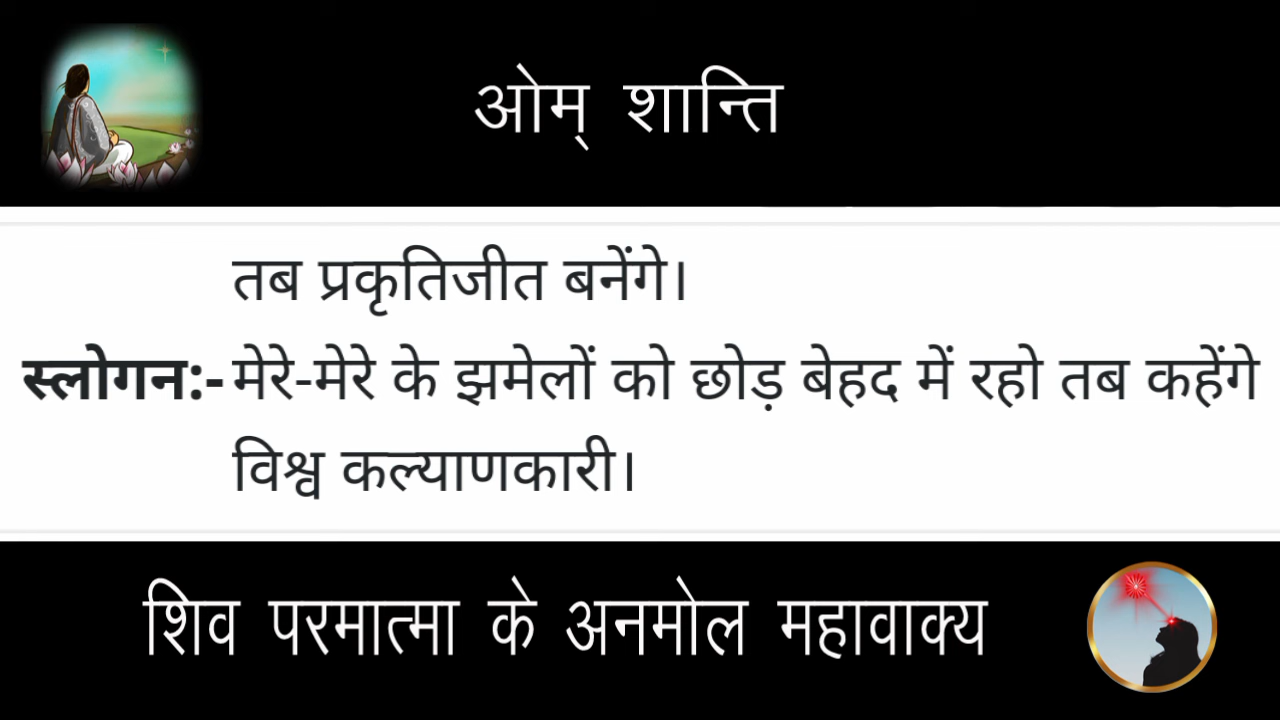 ओम् शान्ति
तब प्रकृतिजीत बनेंगे।
स्लोगन:- मेरे-मेरे के झमेलों को छोड़ बेहद में रहो तब कहेंगे
विश्व कल्याणकारी।
शिव परमात्मा के अनमोल महावाक्य